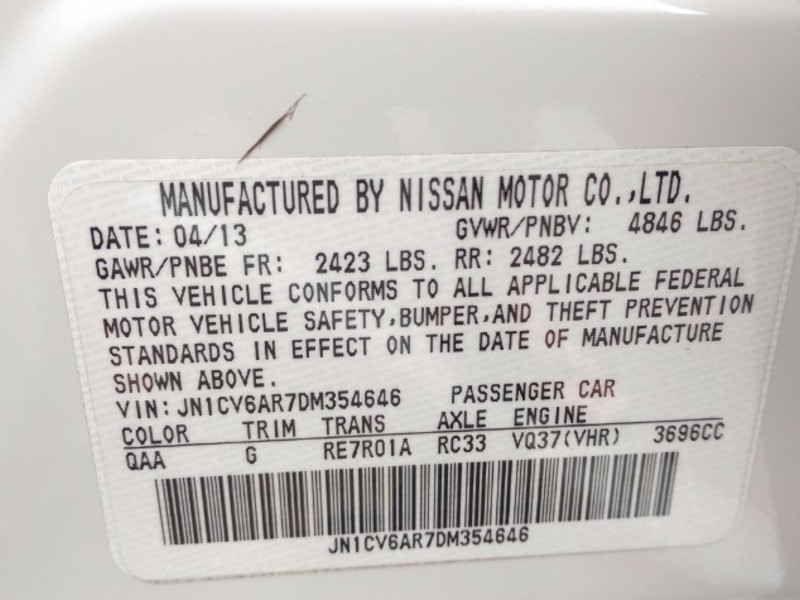 MANUFACTURED BY NISSAN MOTOR CO.,LTD.
DATE: 04/13 GVWR/PNBV: 4846 LBS.
GAWR/PNBE FR: 2423 LBS. RR: 2482 LBS.
THIS VEHICLE CONFORMS TO ALL APPLICABLE FEDERAL
MOTOR VEHICLE SAFETY,BUMPER,AND THEFT PREVENTION
STANDARDS IN EFFECT ON THE DATE OF MANUFACTURE
SHOWN ABOVE.
VIN: JN1CV6AR7DM354646 PASSENGER CAR
COLOR TRIM TRANS AXLE ENGINE
QAA G RE7R01A RC33 VQ37(VHR) 3696CC
JN1CV6AR7DM354646